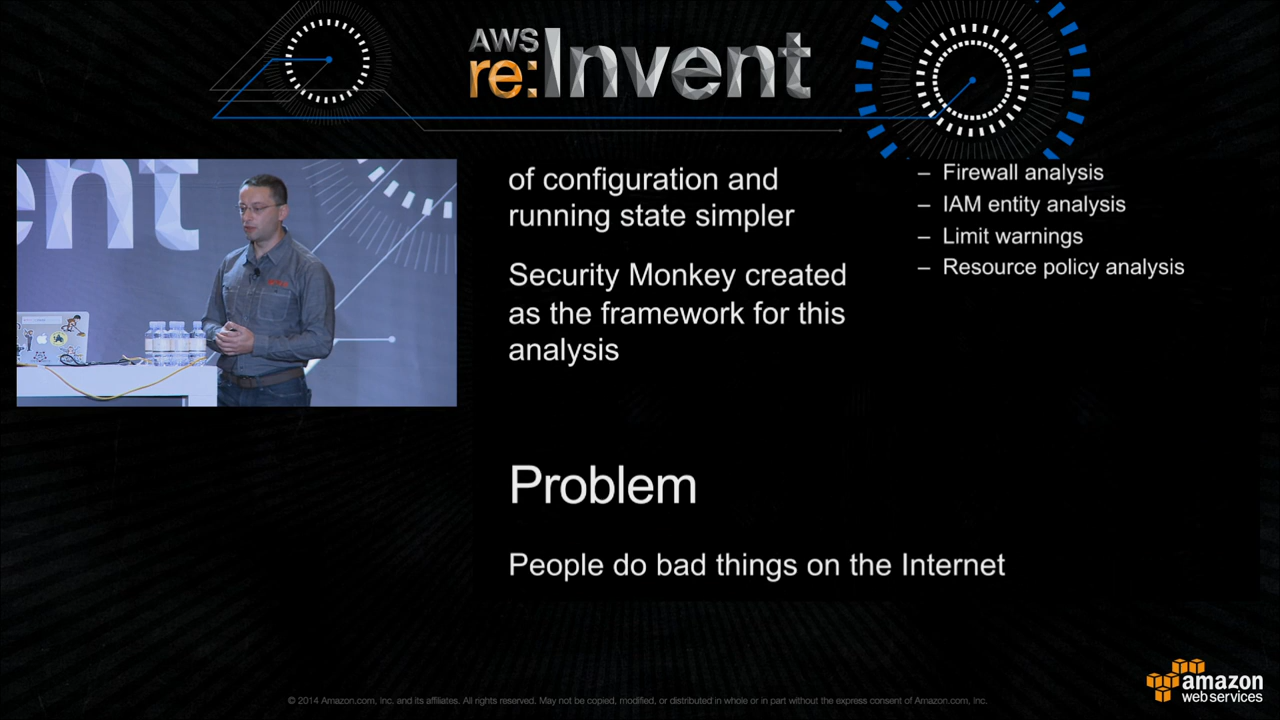 AWS
re:Invent
ent
of configuration and
running state simpler
Security Monkey created
as the framework for this
analysis
– Firewall analysis
– IAM entity analysis
– Limit warnings
– Resource policy analysis
Problem
People do bad things on the Internet
© 2014 Amazon.com, inc. and its affiliates. All rights reserved. May not be copied, modified, or distributed in whole or in part without the express consent of Amazon.com, inc.
amazon
web services